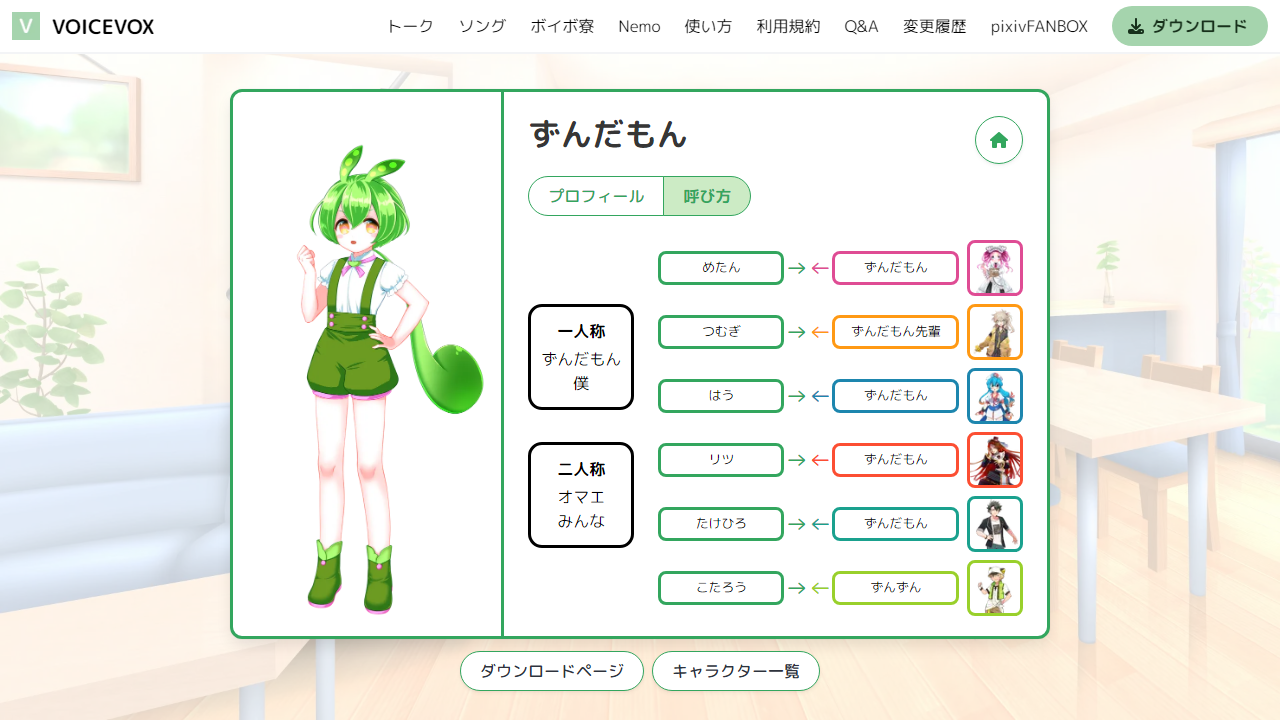 V VOICEVOX トーク ソング ボイボ寮 Nemo 使い方 利用規約 Q&A 変更履歴 pixivFANBOX ダウンロード
ずんだもん
プロフィール 呼び方
一人称
ずんだもん
僕
二人称
オマエ
みんな
めたん → ← ずんだもん
つむぎ → ← ずんだもん先輩
はう → ← ずんだもん
リツ → ← ずんだもん
たけひろ → ← ずんだもん
こたろう → ← ずんずん
ダウンロードページ キャラクター一覧